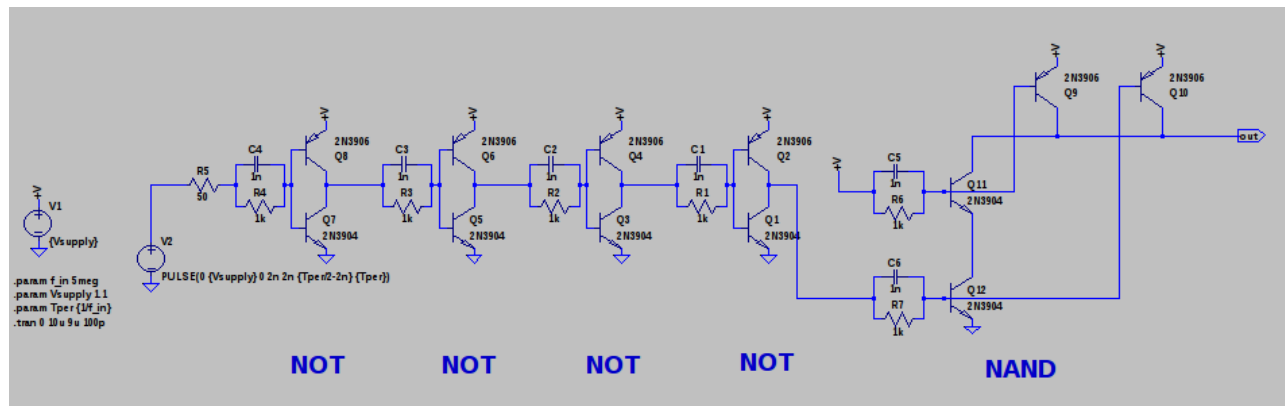 +V
V1
{Vsupply}
.param f_in 5meg
.param Vsupply 1.1
.param Tper {1/f_in}
.tran 0 10u 9u 100p
V2
PULSE(0 {Vsupply} 0 2n 2n {Tper/2-2n} {Tper})
R5
50
C4
1n
R4
1k
+V
2N3906
Q8
Q7
2N3904
C3
1n
R3
1k
+V
2N3906
Q6
Q5
2N3904
C2
1n
R2
1k
+V
2N3906
Q4
Q3
2N3904
C1
1n
R1
1k
+V
2N3906
Q2
Q1
2N3904
+V
C5
1n
R6
1k
Q11
2N3904
C6
1n
R7
1k
Q12
2N3904
+V
2N3906
Q9
+V
2N3906
Q10
out
NOT
NOT
NOT
NOT
NAND